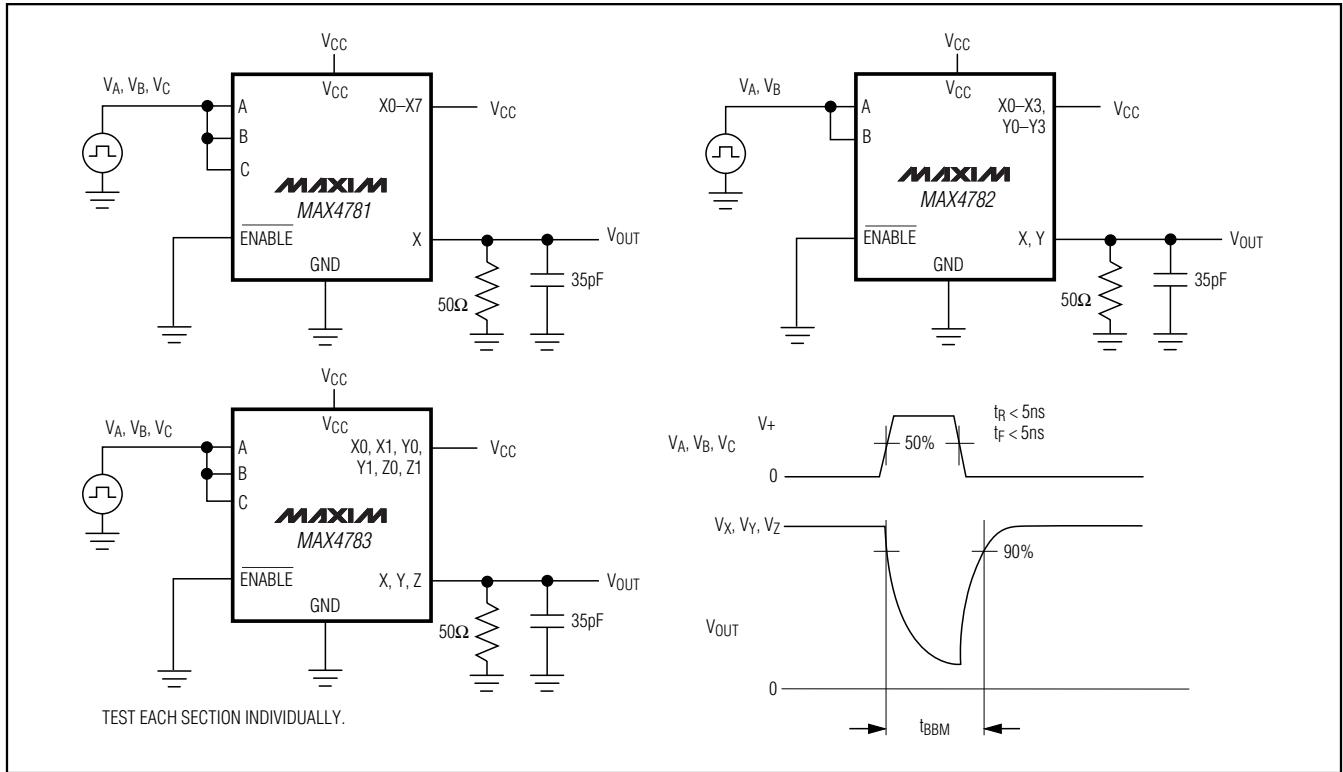 VCC
VA, VB, VC
VCC
A
X0–X7
VCC
B
C
MAXIM
MAX4781
ENABLE
X
VOUT
GND
50Ω
35pF
VCC
VA, VB
VCC
A
X0–X3,
Y0–Y3
VCC
B
MAXIM
MAX4782
ENABLE
X, Y
VOUT
GND
50Ω
35pF
VCC
VA, VB, VC
VCC
A
X0, X1, Y0,
Y1, Z0, Z1
VCC
B
C
MAXIM
MAX4783
ENABLE
X, Y, Z
VOUT
GND
50Ω
35pF
TEST EACH SECTION INDIVIDUALLY.
V+
tR < 5ns
tF < 5ns
VA, VB, VC
50%
0
VX, VY, VZ
90%
VOUT
0
tBBM